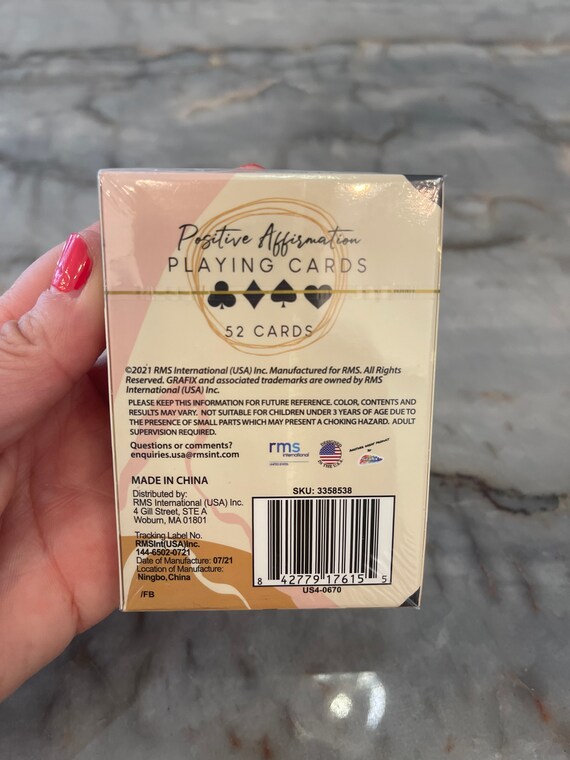 Positive Affirmation
PLAYING CARDS
52 CARDS
©2021 RMS International (USA) Inc. Manufactured for RMS. All Rights
Reserved. GRAFIX and associated trademarks are owned by RMS
International (USA) Inc.
PLEASE KEEP THIS INFORMATION FOR FUTURE REFERENCE. COLOR, CONTENTS AND
RESULTS MAY VARY. NOT SUITABLE FOR CHILDREN UNDER 3 YEARS OF AGE DUE TO
THE PRESENCE OF SMALL PARTS WHICH MAY PRESENT A CHOKING HAZARD. ADULT
SUPERVISION REQUIRED.
Questions or comments?
enquiries.usa@rmsint.com
rms
international
MADE IN CHINA
Distributed by:
RMS International (USA) Inc.
4 Gill Street, STE A
Woburn, MA 01801
Tracking Label No.
RMSInt(USA)Inc.
144-6502-0721
Date of Manufacture: 07/21
Location of Manufacture:
Ningbo,China
/FB
SKU: 3358538
8 42779 17615 5
US4-0670